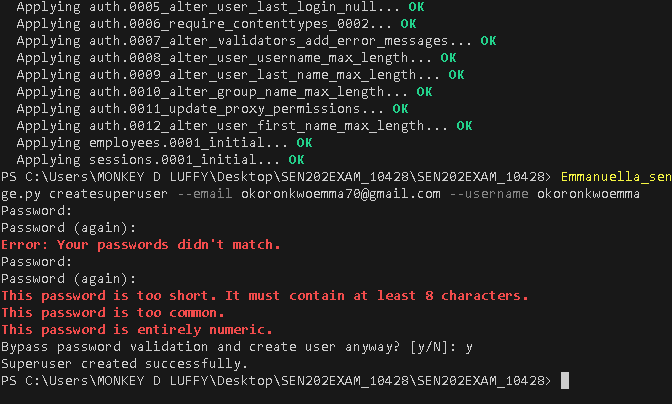 Applying auth.0005_alter_user_last_login_null... OK
Applying auth.0006_require_contenttypes_0002... OK
Applying auth.0007_alter_validators_add_error_messages... OK
Applying auth.0008_alter_user_username_max_length... OK
Applying auth.0009_alter_user_last_name_max_length... OK
Applying auth.0010_alter_group_name_max_length... OK
Applying auth.0011_update_proxy_permissions... OK
Applying auth.0012_alter_user_first_name_max_length... OK
Applying employees.0001_initial... OK
Applying sessions.0001_initial... OK
PS C:\Users\MONKEY D LUFFY\Desktop\SEN202EXAM_10428\SEN202EXAM_10428> Emmanuella_sen
ge.py createsuperuser --email okoronkwoemma70@gmail.com --username okoronkwoemma
Password:
Password (again):
Error: Your passwords didn't match.
Password:
Password (again):
This password is too short. It must contain at least 8 characters.
This password is too common.
This password is entirely numeric.
Bypass password validation and create user anyway? [y/N]: y
Superuser created successfully.
PS C:\Users\MONKEY D LUFFY\Desktop\SEN202EXAM_10428\SEN202EXAM_10428>